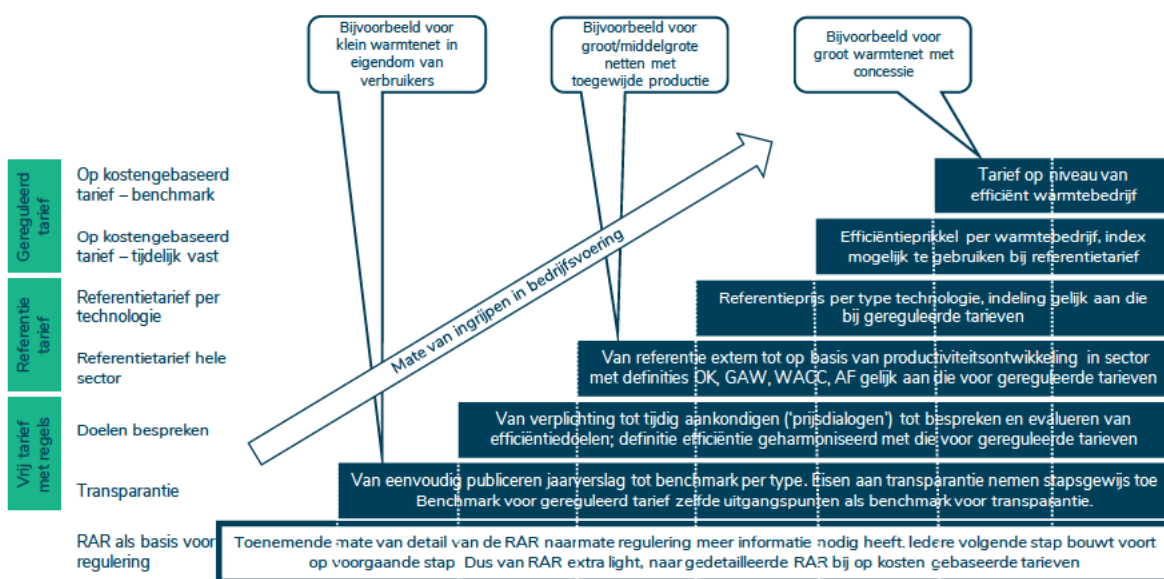 Bijvoorbeeld voor
klein warmtenet in
eigendom van
verbruikers
Bijvoorbeeld voor
groot/middelgrote
netten met
toegewijde productie
Bijvoorbeeld voor
groot warmtenet met
concessie
Mate van ingrijpen in bedrijfsvoering
Gereguleerd
tarief
Op kostengebaseerd
tarief – benchmark
Tarief op niveau van
efficiënt warmtebedrijf
Op kostengebaseerd
tarief – tijdelijk vast
Efficiëntieprikkel per warmtebedrijf, index
mogelijk te gebruiken bij referentietarief
Referentie
tarief
Referentietarief per
technologie
Referentieprijs per type technologie, indeling gelijk aan die
bij gereguleerde tarieven
Referentietarief hele
sector
Van referentie extern tot op basis van productiviteitsontwikkeling in sector
met definities OK, GAW, WACC, AF gelijk aan die voor gereguleerde tarieven
Vrij tarief
met regels
Doelen bespreken
Van verplichting tot tijdig aankondigen ('prijsdialogen') tot bespreken en evalueren van
efficiëntiedoelen; definitie efficiëntie geharmoniseerd met die voor gereguleerde tarieven
Transparantie
Van eenvoudig publiceren jaarverslag tot benchmark per type. Eisen aan transparantie nemen stapsgewijs toe
Benchmark voor gereguleerd tarief zelfde uitgangspunten als benchmark voor transparantie.
RAR als basis voor
regulering
Toenemende mate van detail van de RAR naarmate regulering meer informatie nodig heeft. Iedere volgende stap bouwt voort
op voorgaande stap Dus van RAR extra light, naar gedetailleerde RAR bij op kosten gebaseerde tarieven